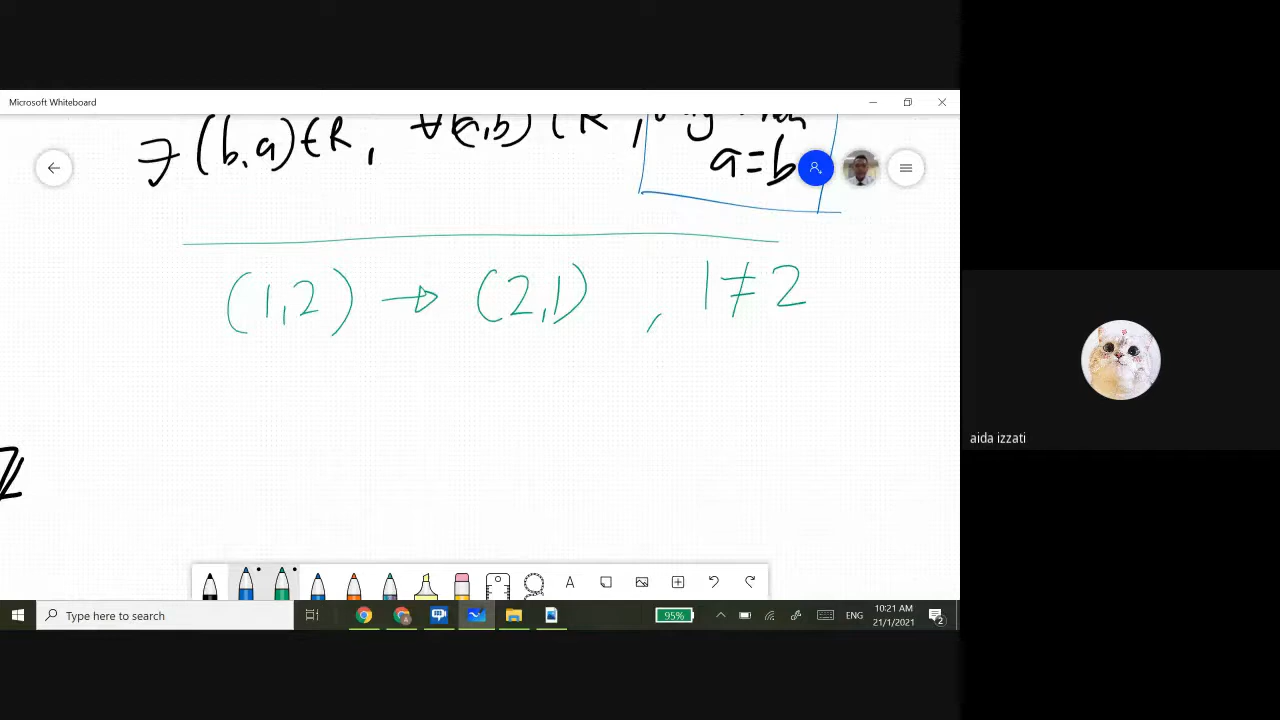 Microsoft Whiteboard
∃ (b,a) ∈ R, ∀(a,b) ∈ R,
a=b
(1,2) → (2,1) , 1≠2
aida izzati
A
Type here to search
95%
ENG
10:21 AM
21/1/2021
2